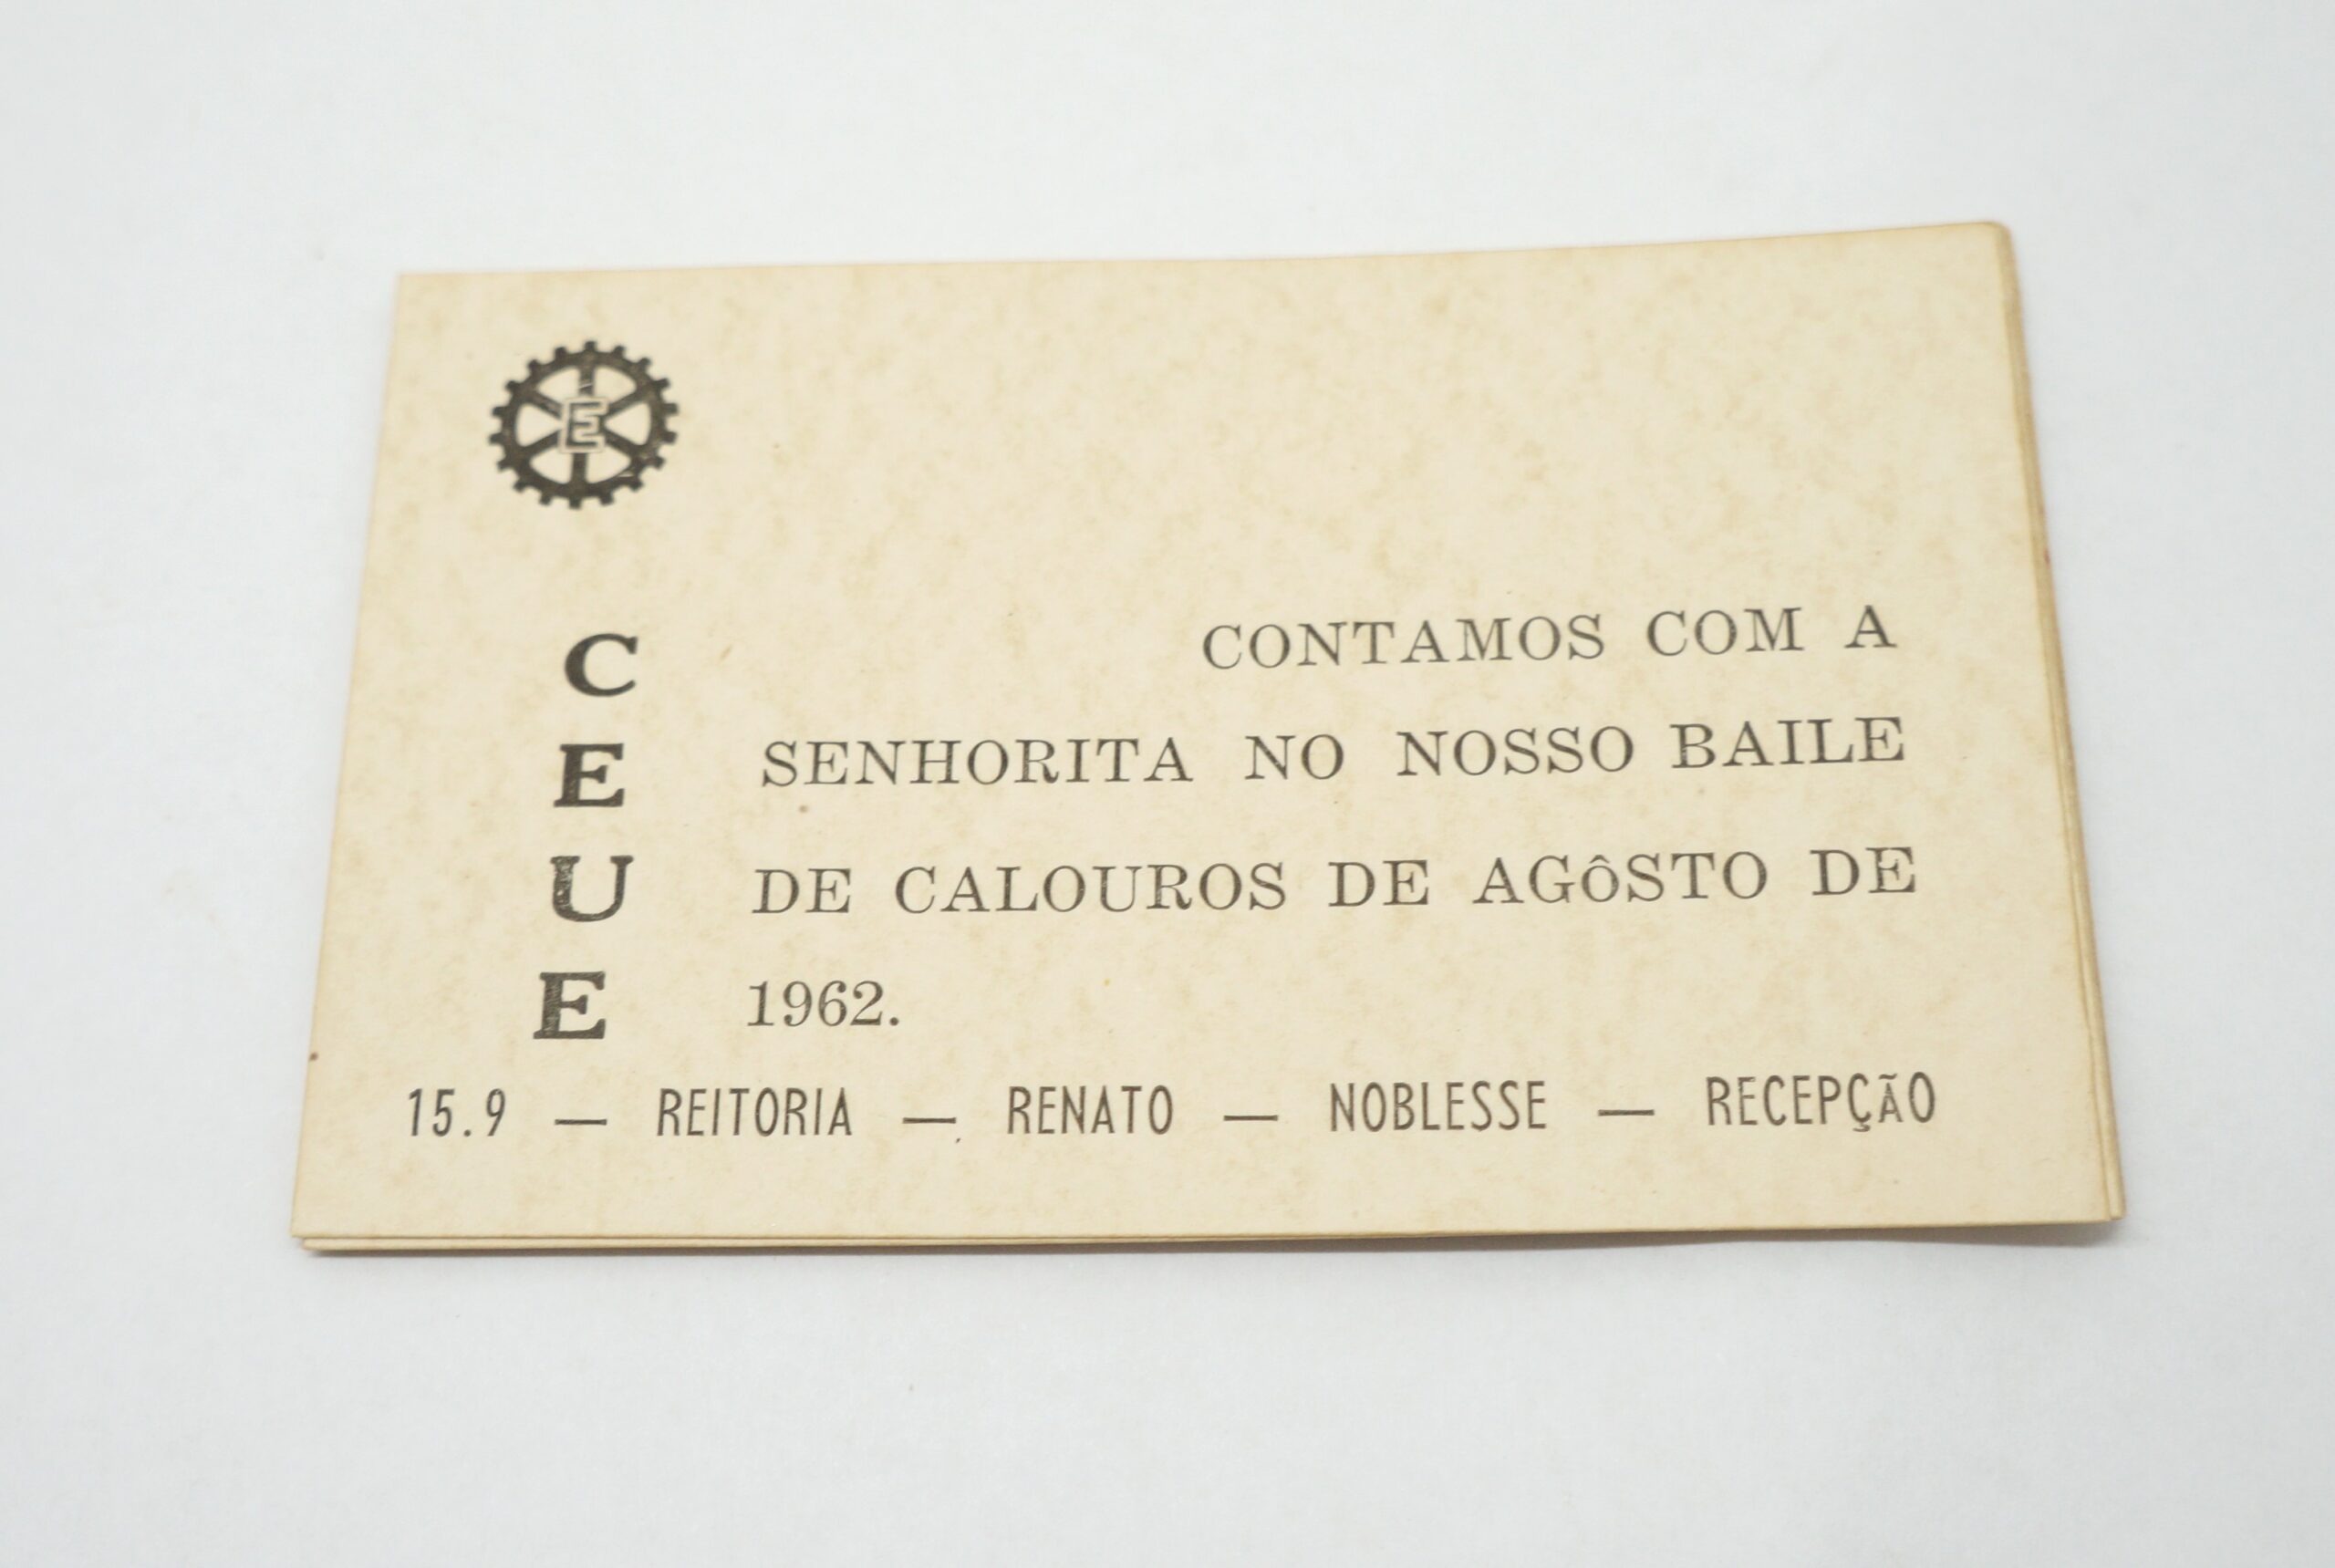 E
C
E
U
E
CONTAMOS COM A
SENHORITA NO NOSSO BAILE
DE CALOUROS DE AGôSTO DE
1962.
15.9 — REITORIA — RENATO — NOBLESSE — RECEPÇÃO